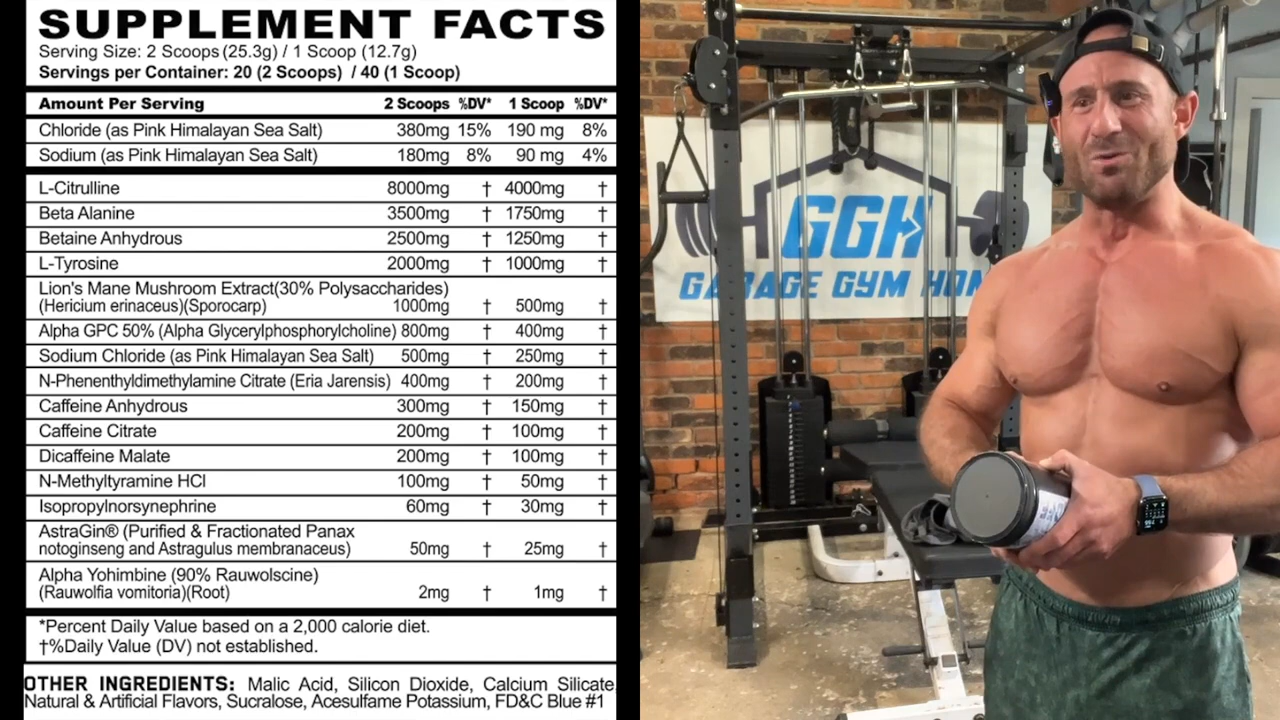 SUPPLEMENT FACTS
Serving Size: 2 Scoops (25.3g) / 1 Scoop (12.7g)
Servings per Container: 20 (2 Scoops) / 40 (1 Scoop)
Amount Per Serving 2 Scoops %DV* 1 Scoop %DV*
Chloride (as Pink Himalayan Sea Salt) 380mg 15% 190 mg 8%
Sodium (as Pink Himalayan Sea Salt) 180mg 8% 90 mg 4%
L-Citrulline 8000mg † 4000mg †
Beta Alanine 3500mg † 1750mg †
Betaine Anhydrous 2500mg † 1250mg †
L-Tyrosine 2000mg † 1000mg †
Lion's Mane Mushroom Extract(30% Polysaccharides)
(Hericium erinaceus)(Sporocarp) 1000mg † 500mg †
Alpha GPC 50% (Alpha Glycerylphosphorylcholine) 800mg † 400mg †
Sodium Chloride (as Pink Himalayan Sea Salt) 500mg † 250mg †
N-Phenenthyldimethylamine Citrate (Eria Jarensis) 400mg † 200mg †
Caffeine Anhydrous 300mg † 150mg †
Caffeine Citrate 200mg † 100mg †
Dicaffeine Malate 200mg † 100mg †
N-Methyltyramine HCI 100mg † 50mg †
Isopropylnorsynephrine 60mg † 30mg †
AstraGin® (Purified & Fractionated Panax
notoginseng and Astragulus membranaceus) 50mg † 25mg †
Alpha Yohimbine (90% Rauwolscine)
(Rauwolfia vomitoria)(Root) 2mg † 1mg †
*Percent Daily Value based on a 2,000 calorie diet.
†%Daily Value (DV) not established.
OTHER INGREDIENTS: Malic Acid, Silicon Dioxide, Calcium Silicate,
Natural & Artificial Flavors, Sucralose, Acesulfame Potassium, FD&C Blue #1
GGH
GARAGE GYM HOM